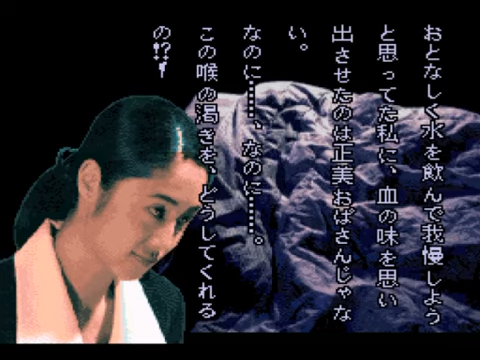 おとなしく水を飲んで我慢しよう
と思ってた私に、血の味を思い
出させたのは正美おばさんじゃな
い。
なのに……、なのに……。
この喉の渇きを、どうしてくれる
の!?